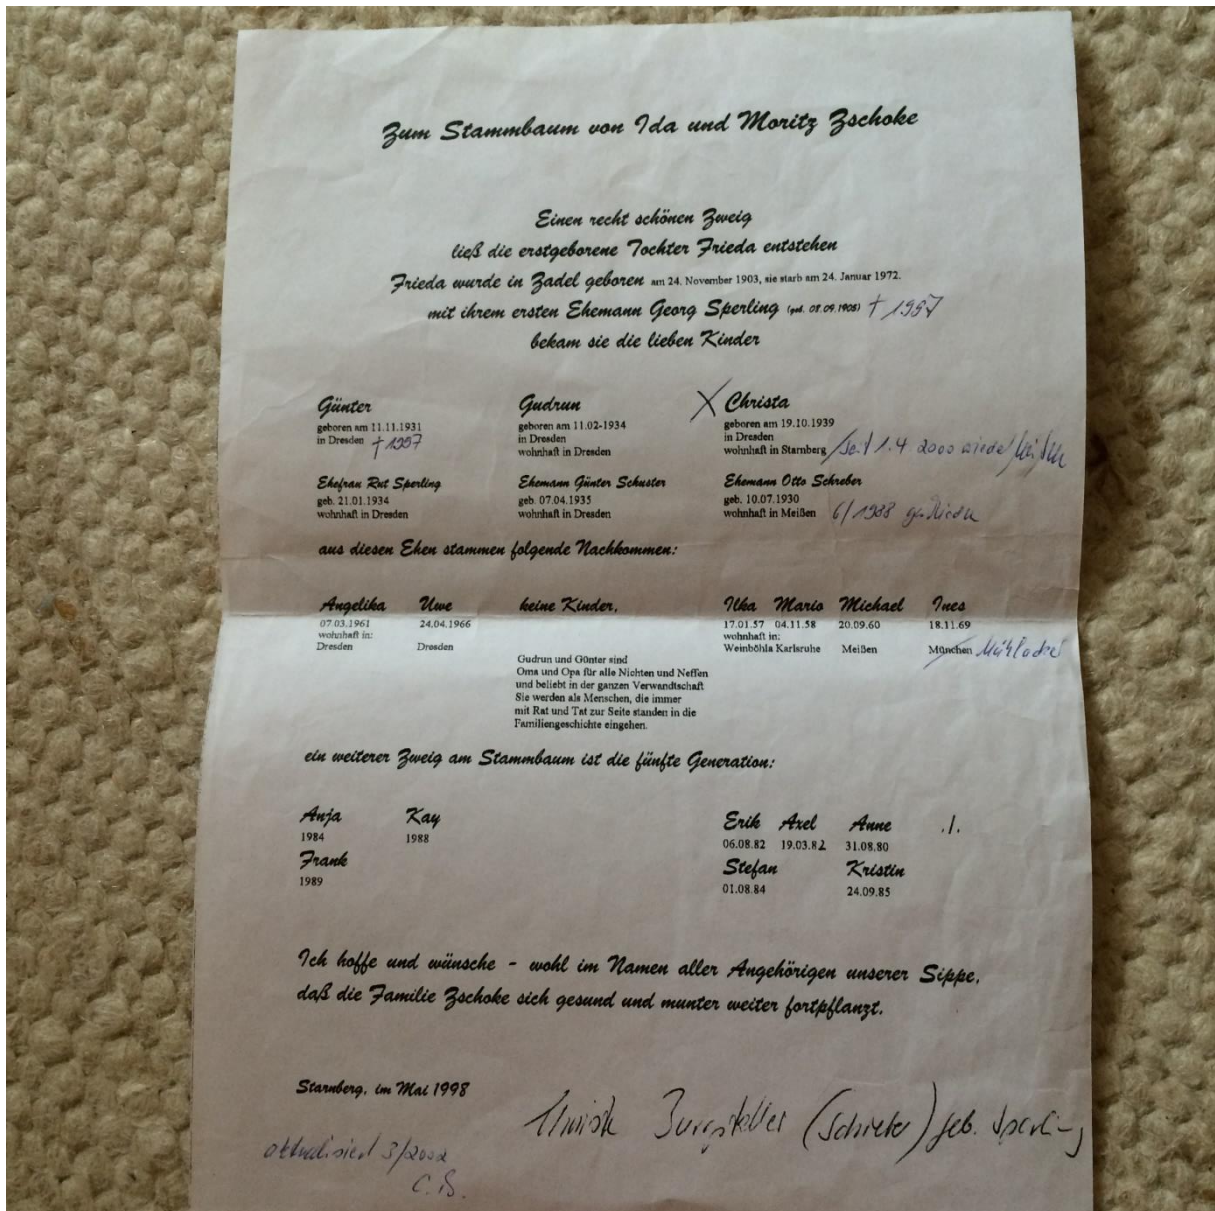 Zum Stammbaum von Ida und Moritz Zschoke
Einen recht schönen Zweig
ließ die erstgeborene Tochter Frieda entstehen
Frieda wurde in Zadel geboren am 24. November 1903, sie starb am 24. Januar 1972.
mit ihrem ersten Ehemann Georg Sperling (geb. 07.09.1905) † 1997
bekam sie die lieben Kinder
Günter Gudrun X Christa
geboren am 11.11.1931 geboren am 11.02-1934 geboren am 19.10.1939
in Dresden † 1997 in Dresden in Dresden
wohnhaft in Dresden wohnhaft in Starnberg / seit 1.4 2000 wieder
Ehefrau Rut Sperling Ehemann Günter Schuster Ehemann Otto Schreber
geb. 21.01.1934 geb. 07.04.1935 geb. 10.07.1930
wohnhaft in Dresden wohnhaft in Dresden wohnhaft in Meißen 6/1988
aus diesen Ehen stammen folgende Nachkommen:
Angelika Uwe keine Kinder, Ilka Mario Michael Ines
07.03.1961 24.04.1966 17.01.57 04.11.58 20.09.60 18.11.69
wohnhaft in: wohnhaft in:
Dresden Dresden Weinböhla Karlsruhe Meißen München
Gudrun und Günter sind
Oma und Opa für alle Nichten und Neffen
und beliebt in der ganzen Verwandtschaft
Sie werden als Menschen, die immer
mit Rat und Tat zur Seite standen in die
Familiengeschichte eingehen.
ein weiterer Zweig am Stammbaum ist die fünfte Generation:
Anja Kay Erik Axel Anne ./.
1984 1988 06.08.82 19.03.82 31.08.80
Frank Stefan Kristin
1989 01.08.84 24.09.85
Ich hoffe und wünsche - wohl im Namen aller Angehörigen unserer Sippe,
daß die Familie Zschoke sich gesund und munter weiter fortpflanzt.
Starnberg, im Mai 1998
geb. Sperling
aktualisiert 3/2002
C. B.